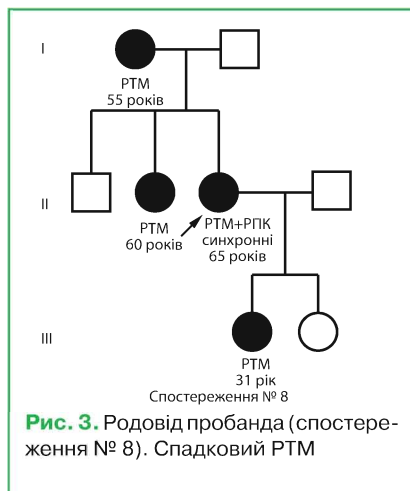 I
РТМ
55 років
II
РТМ
60 років
РТМ+РПК
синхронні
65 років
III
РТМ
31 рік
Спостереження № 8
Рис. 3. Родовід пробанда (спостере-
ження № 8). Спадковий РТМ